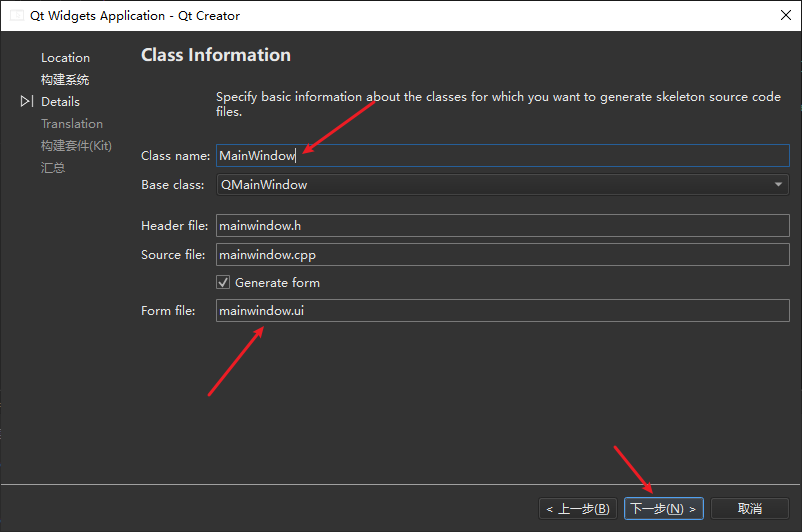 Qt Widgets Application - Qt Creator
Location
构建系统
Details
Translation
构建套件(Kit)
汇总
Class Information
Specify basic information about the classes for which you want to generate skeleton source code
files.
Class name: MainWindow
Base class: QMainWindow
Header file: mainwindow.h
Source file: mainwindow.cpp
Generate form
Form file: mainwindow.ui
< 上一步(B)
下一步(N) >
取消